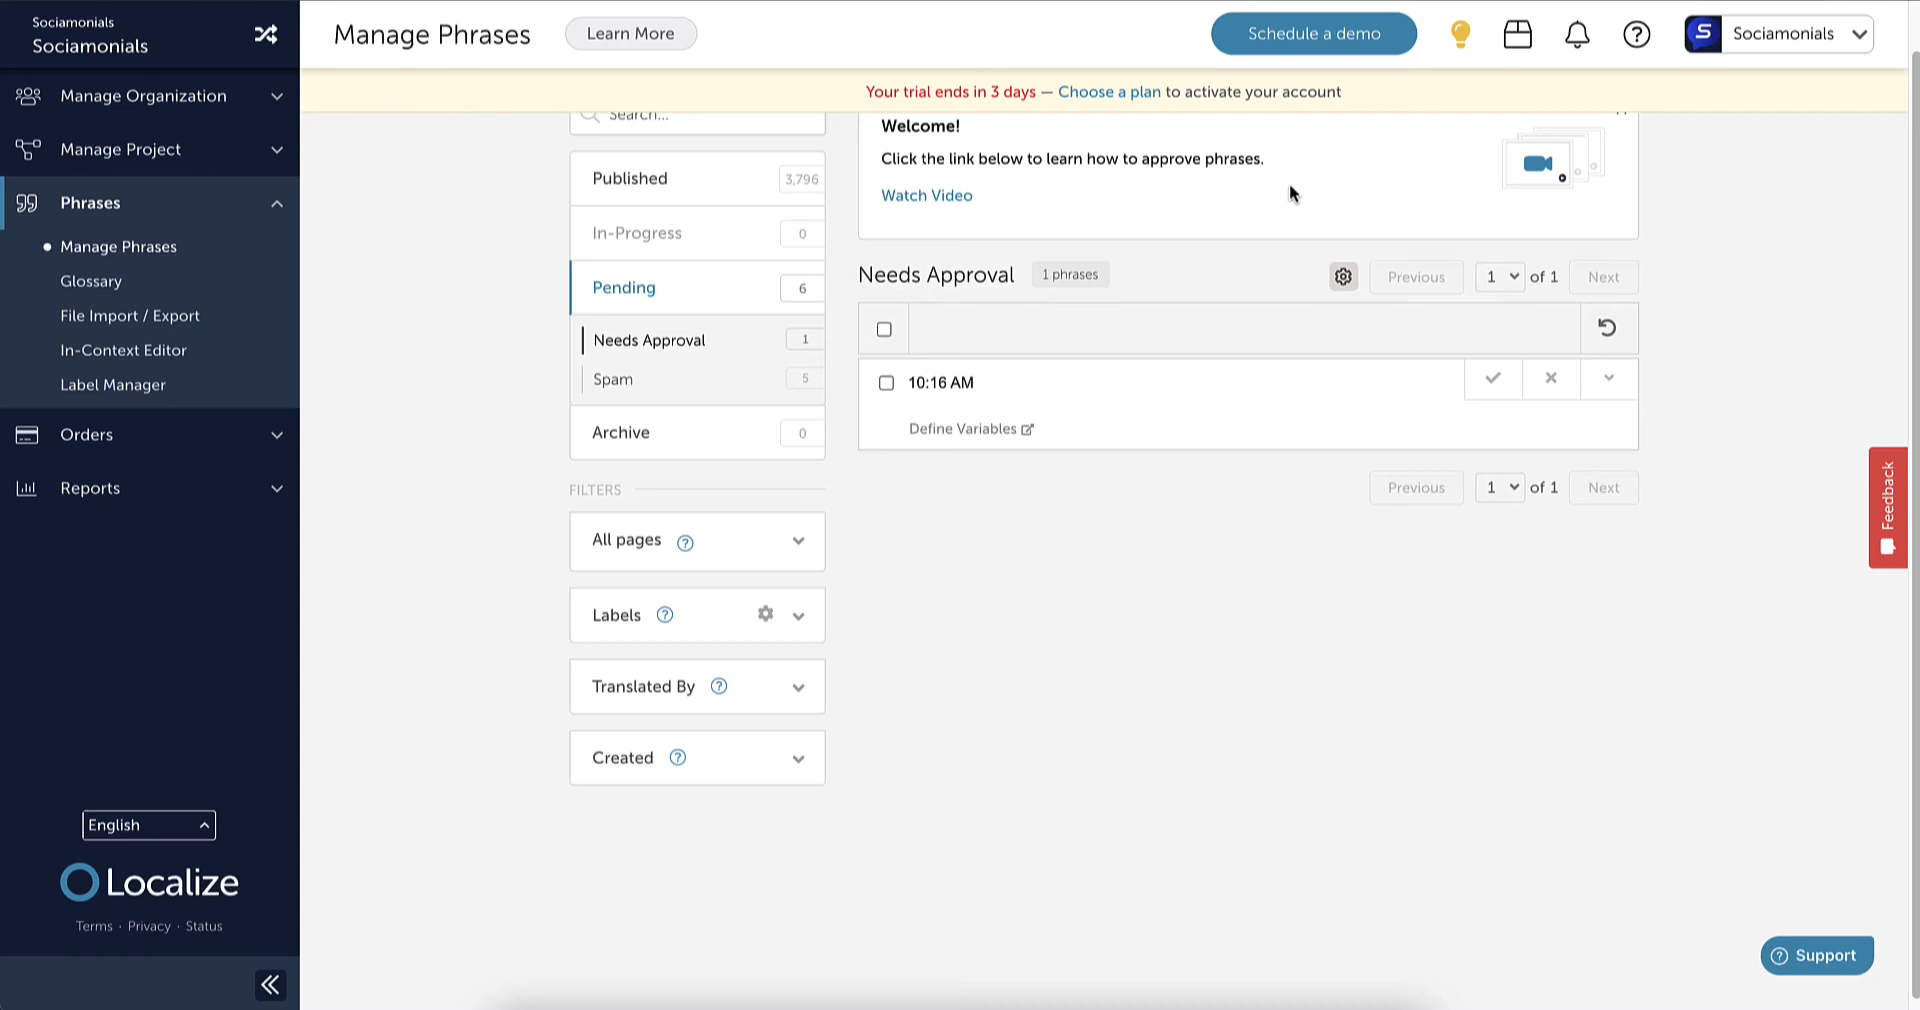 Sociamonials
Sociamonials
Manage Organization
Manage Project
Phrases
Manage Phrases
Glossary
File Import / Export
In-Context Editor
Label Manager
Orders
Reports
English
Localize
Terms · Privacy · Status
Manage Phrases
Learn More
Schedule a demo
S
Sociamonials
Your trial ends in 3 days — Choose a plan to activate your account
Search...
Published 3,796
In-Progress 0
Pending 6
Needs Approval 1
Spam 5
Archive 0
FILTERS
All pages ?
Labels ?
Translated By ?
Created ?
Welcome!
Click the link below to learn how to approve phrases.
Watch Video
Needs Approval 1 phrases
Previous 1 of 1 Next
10:16 AM
Define Variables
Previous 1 of 1 Next
Feedback
? Support